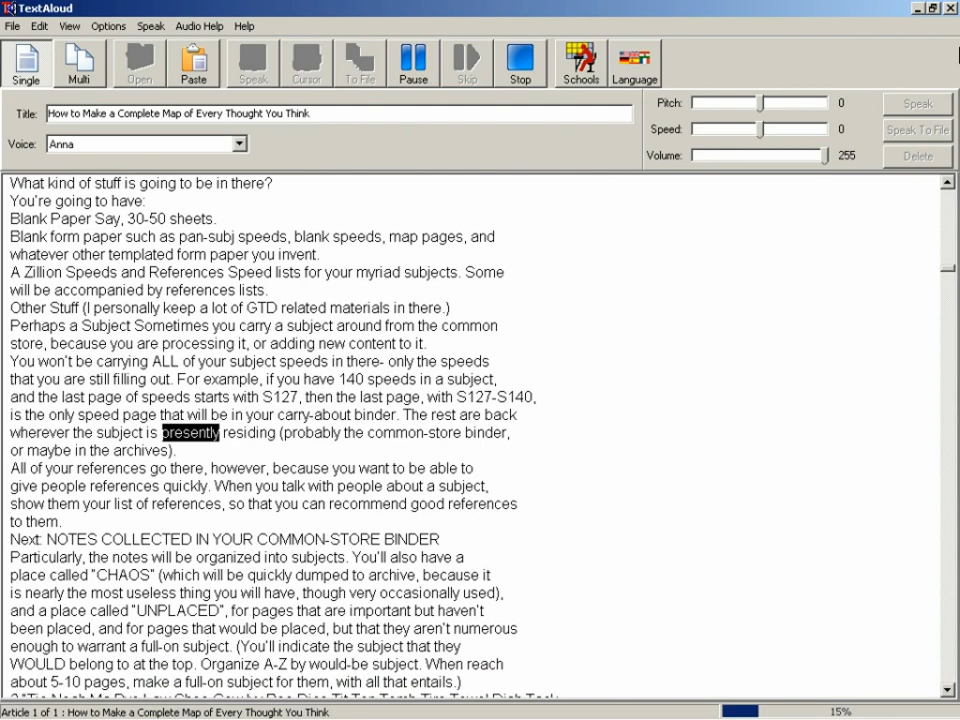 TextAloud
File Edit View Options Speak Audio Help Help
Single Multi Open Paste Speak Cursor To File Pause Skip Stop Schools Language
Title: How to Make a Complete Map of Every Thought You Think
Voice: Anna
Pitch: 0 Speak
Speed: 0 Speak To File
Volume: 255 Delete
What kind of stuff is going to be in there?
You're going to have:
Blank Paper Say, 30-50 sheets.
Blank form paper such as pan-subj speeds, blank speeds, map pages, and
whatever other templated form paper you invent.
A Zillion Speeds and References Speed lists for your myriad subjects. Some
will be accompanied by references lists.
Other Stuff (I personally keep a lot of GTD related materials in there.)
Perhaps a Subject Sometimes you carry a subject around from the common
store, because you are processing it, or adding new content to it.
You won't be carrying ALL of your subject speeds in there- only the speeds
that you are still filling out. For example, if you have 140 speeds in a subject,
and the last page of speeds starts with S127, then the last page, with S127-S140,
is the only speed page that will be in your carry-about binder. The rest are back
wherever the subject is presently residing (probably the common-store binder,
or maybe in the archives).
All of your references go there, however, because you want to be able to
give people references quickly. When you talk with people about a subject,
show them your list of references, so that you can recommend good references
to them.
Next: NOTES COLLECTED IN YOUR COMMON-STORE BINDER
Particularly, the notes will be organized into subjects. You'll also have a
place called "CHAOS" (which will be quickly dumped to archive, because it
is nearly the most useless thing you will have, though very occasionally used),
and a place called "UNPLACED", for pages that are important but haven't
been placed, and for pages that would be placed, but that they aren't numerous
enough to warrant a full-on subject. (You'll indicate the subject that they
WOULD belong to at the top. Organize A-Z by would-be subject. When reach
about 5-10 pages, make a full-on subject for them, with all that entails.)
Article 1 of 1 : How to Make a Complete Map of Every Thought You Think 15%